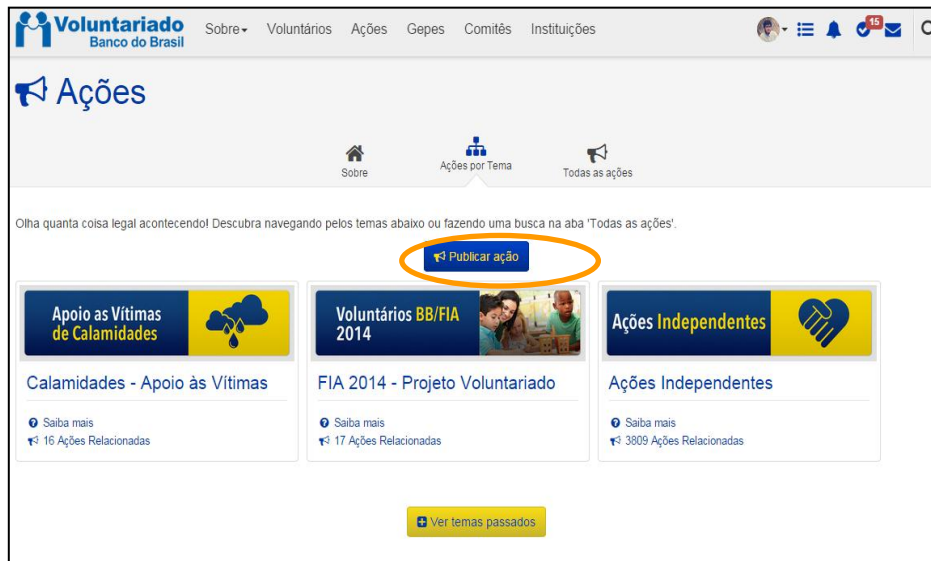 Voluntariado
Banco do Brasil
Sobre Voluntários Ações Gepes Comitês Instituições
15
Ações
Sobre
Ações por Tema
Todas as ações
Olha quanta coisa legal acontecendo! Descubra navegando pelos temas abaixo ou fazendo uma busca na aba 'Todas as ações'.
Publicar ação
Apoio as Vítimas
de Calamidades
Voluntários BB/FIA
2014
Ações Independentes
Calamidades - Apoio às Vítimas
FIA 2014 - Projeto Voluntariado
Ações Independentes
Saiba mais
16 Ações Relacionadas
Saiba mais
17 Ações Relacionadas
Saiba mais
3809 Ações Relacionadas
Ver temas passados